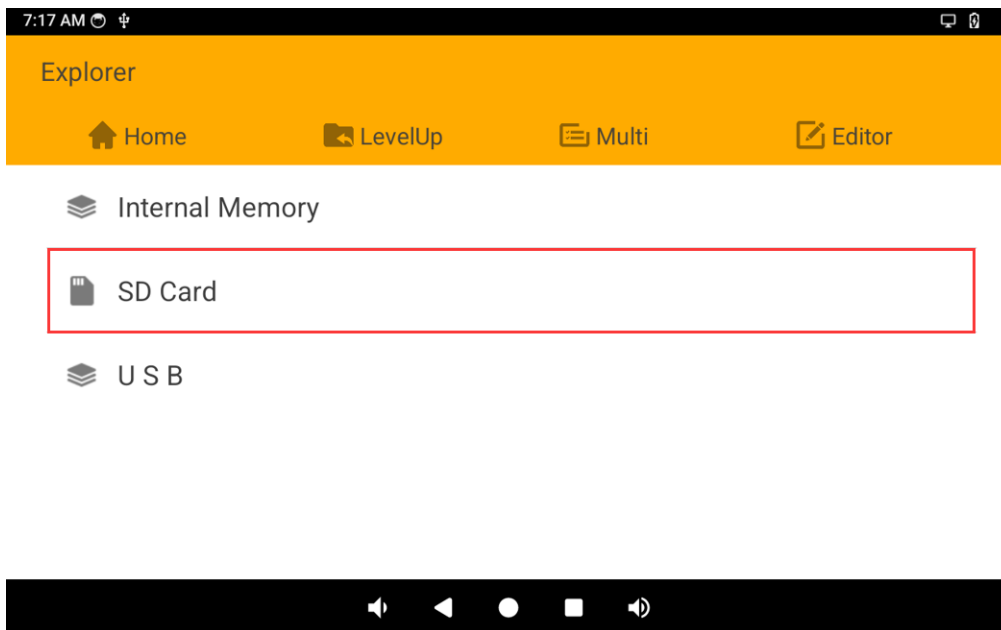 7:17 AM
Explorer
Home LevelUp Multi Editor
Internal Memory
SD Card
U S B